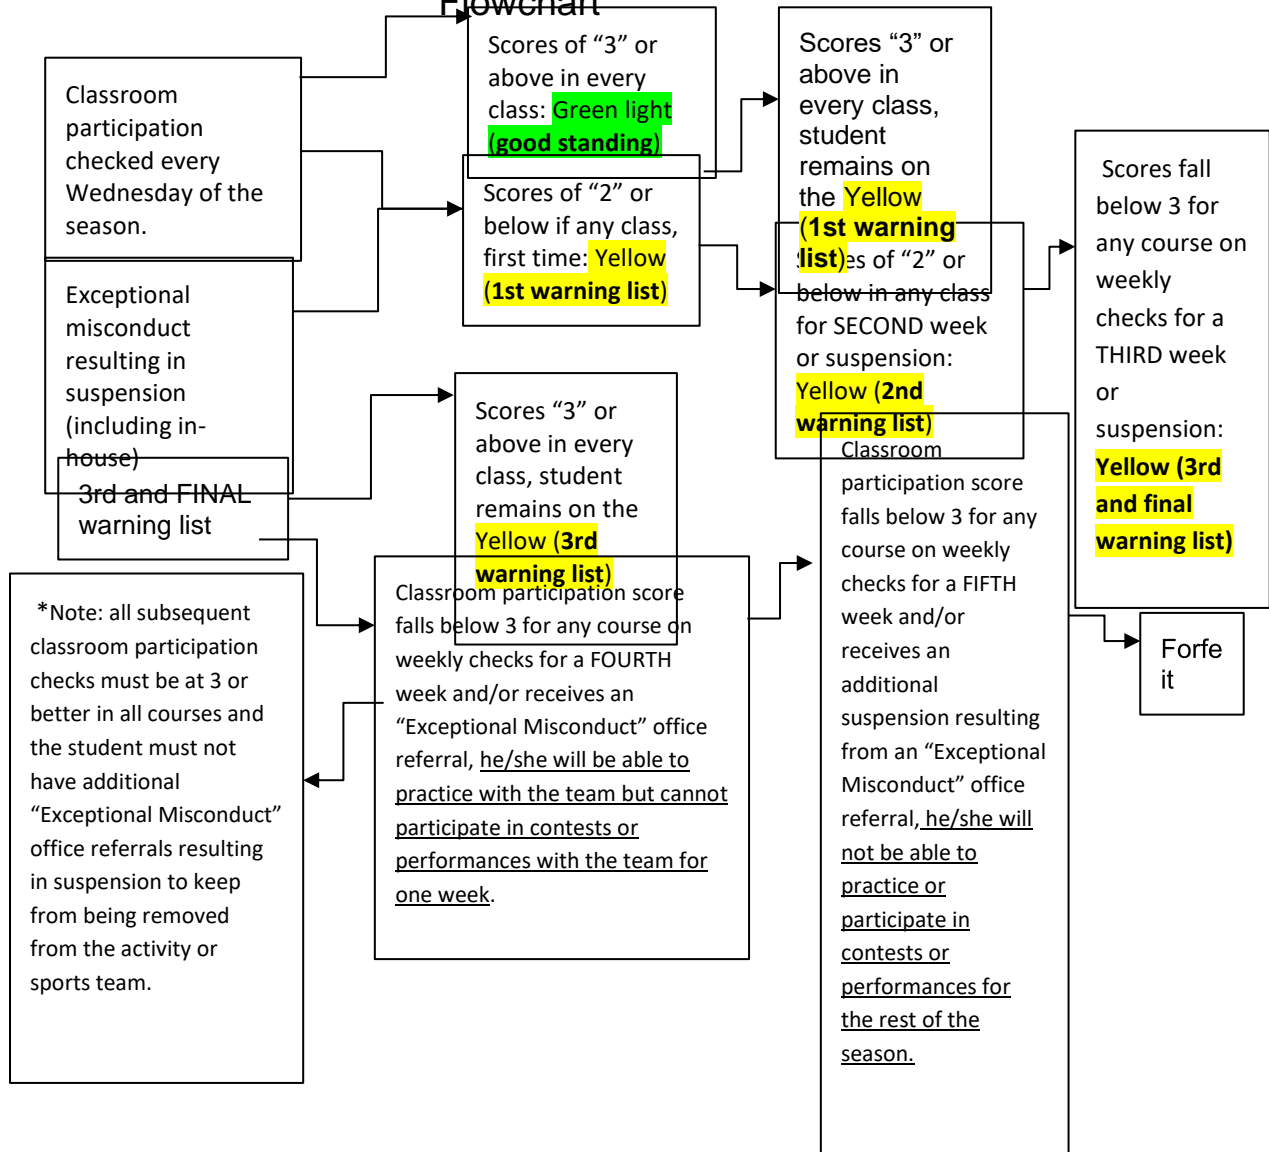 Flowchart
Classroom
participation
checked every
Wednesday of the
season.
Scores of “3” or
above in every
class: Green light
(good standing)
Scores “3” or
above in
every class,
student
remains on
the Yellow
(1st warning
list)
Scores of “2” or
below if any class,
first time: Yellow
(1st warning list)
es of “2” or
below in any class
for SECOND week
or suspension:
Yellow (2nd
warning list)
Scores fall
below 3 for
any course on
weekly
checks for a
THIRD week
or
suspension:
Yellow (3rd
and final
warning list)
Exceptional
misconduct
resulting in
suspension
(including in-
house)
3rd and FINAL
warning list
Scores “3” or
above in every
class, student
remains on the
Yellow (3rd
warning list)
Classroom participation score
falls below 3 for any course on
weekly checks for a FOURTH
week and/or receives an
“Exceptional Misconduct” office
referral, he/she will be able to
practice with the team but cannot
participate in contests or
performances with the team for
one week.
Classroom
participation score
falls below 3 for any
course on weekly
checks for a FIFTH
week and/or
receives an
additional
suspension resulting
from an “Exceptional
Misconduct” office
referral, he/she will
not be able to
practice or
participate in
contests or
performances for
the rest of the
season.
Forfe
it
*Note: all subsequent
classroom participation
checks must be at 3 or
better in all courses and
the student must not
have additional
“Exceptional Misconduct”
office referrals resulting
in suspension to keep
from being removed
from the activity or
sports team.